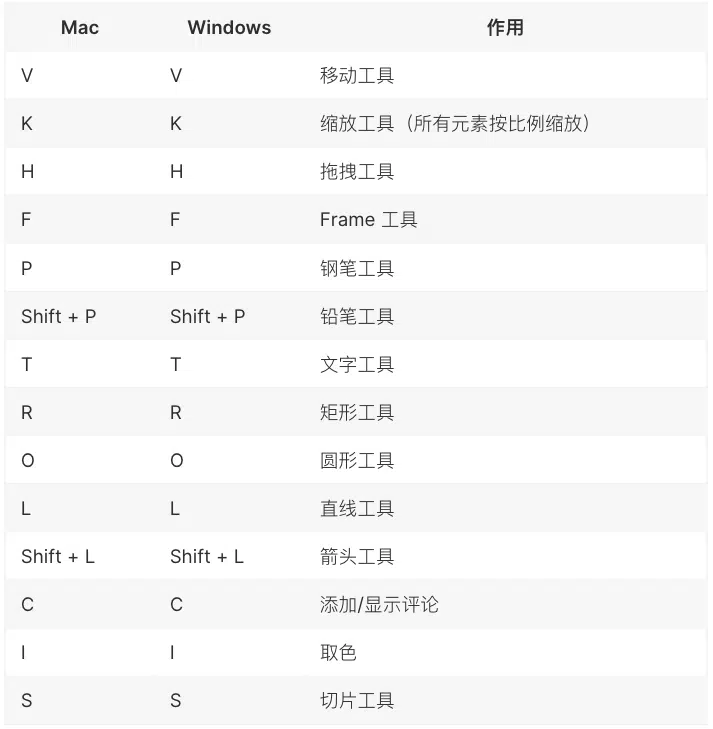 Mac Windows 作用
V V 移动工具
K K 缩放工具（所有元素按比例缩放）
H H 拖拽工具
F F Frame 工具
P P 钢笔工具
Shift + P Shift + P 铅笔工具
T T 文字工具
R R 矩形工具
O O 圆形工具
L L 直线工具
Shift + L Shift + L 箭头工具
C C 添加/显示评论
I I 取色
S S 切片工具